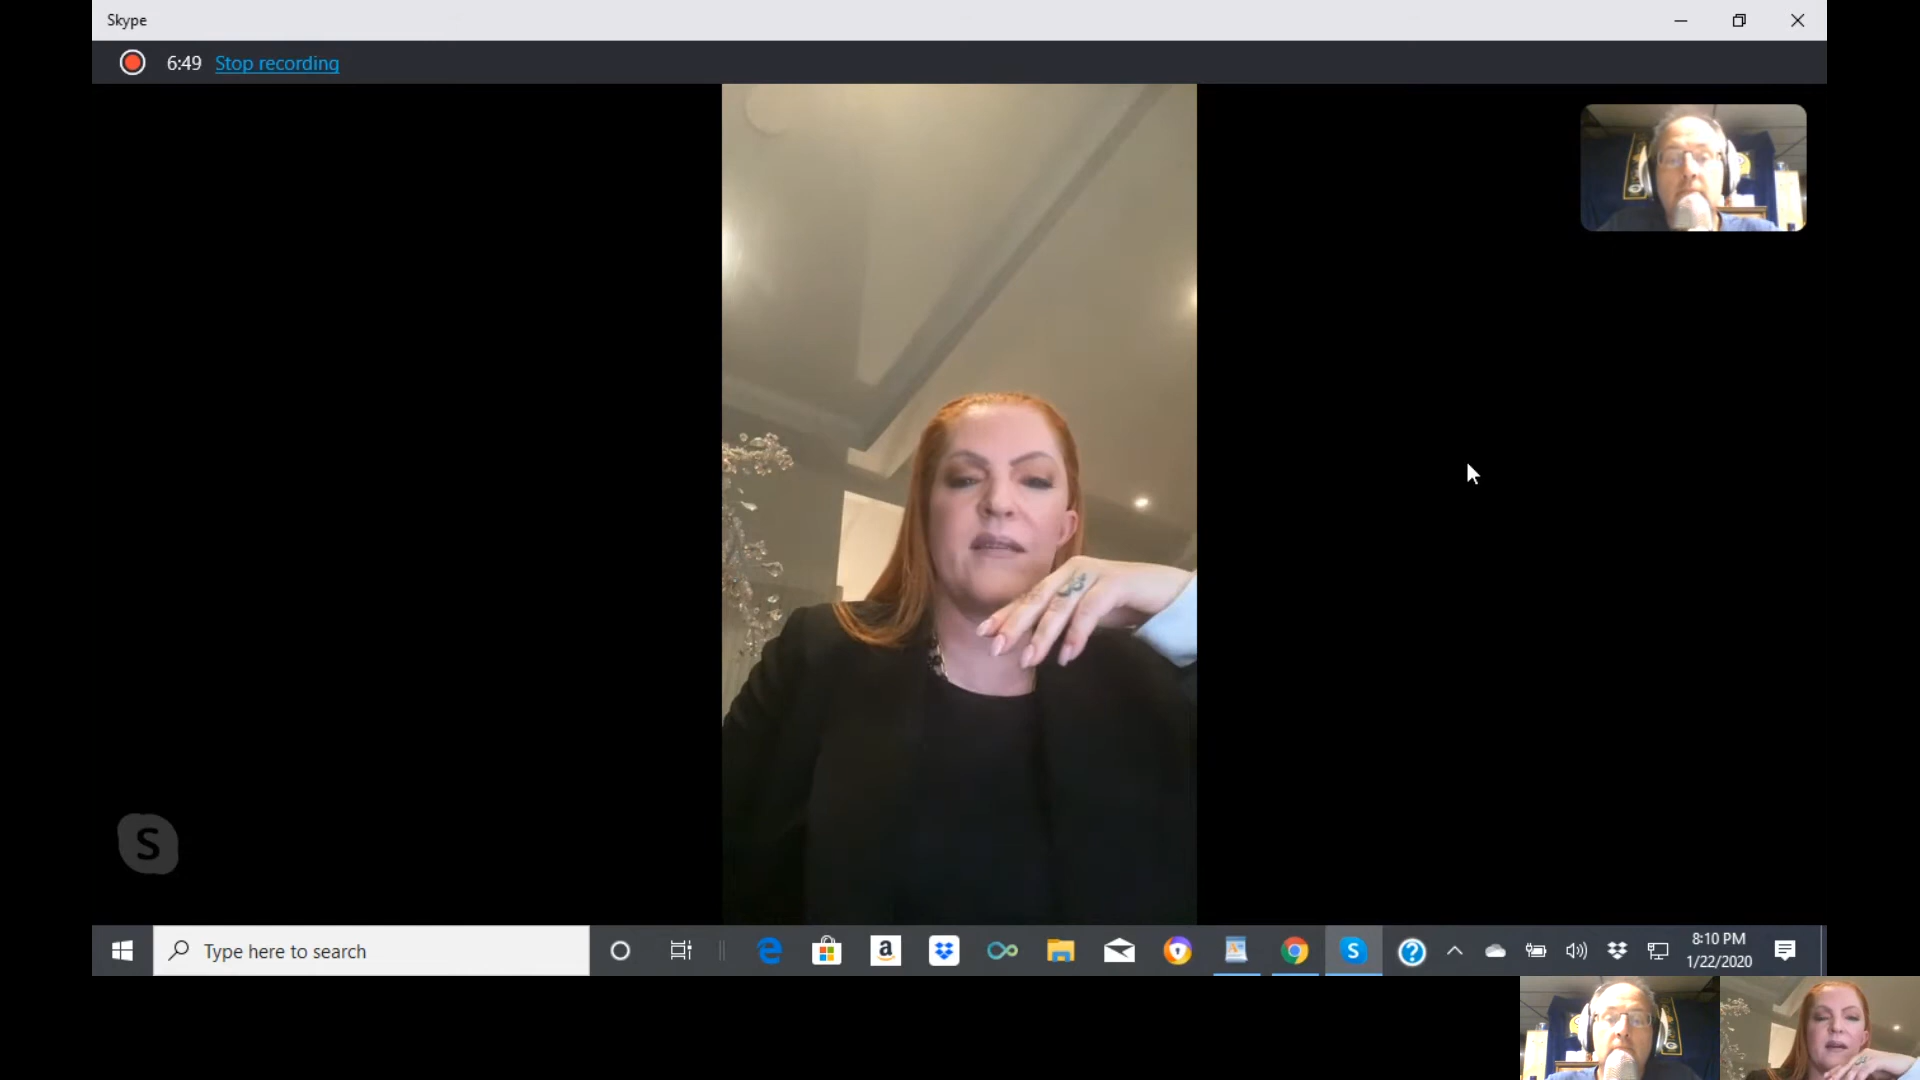 Skype
6:49 Stop recording
S
Type here to search
a
S
?
8:10 PM
1/22/2020